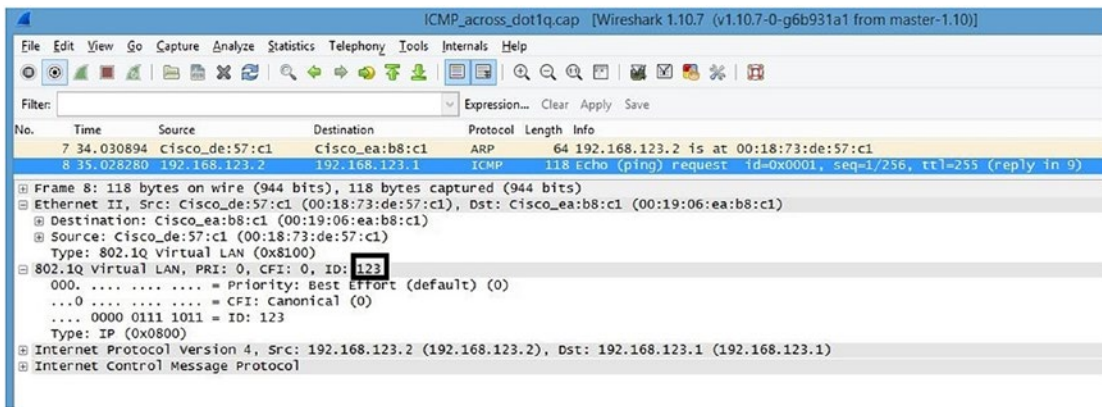 ICMP_across_dot1q.cap [Wireshark 1.10.7 (v1.10.7-0-g6b931a1 from master-1.10)]
File Edit View Go Capture Analyze Statistics Telephony Tools Internals Help
Filter: Expression... Clear Apply Save
No. Time Source Destination Protocol Length Info
7 34.030894 Cisco_de:57:c1 Cisco_ea:b8:c1 ARP 64 192.168.123.2 is at 00:18:73:de:57:c1
8 35.028280 192.168.123.2 192.168.123.1 ICMP 118 Echo (ping) request id=0x0001, seq=1/256, ttl=255 (reply in 9)
Frame 8: 118 bytes on wire (944 bits), 118 bytes captured (944 bits)
Ethernet II, Src: Cisco_de:57:c1 (00:18:73:de:57:c1), Dst: Cisco_ea:b8:c1 (00:19:06:ea:b8:c1)
Destination: Cisco_ea:b8:c1 (00:19:06:ea:b8:c1)
Source: Cisco_de:57:c1 (00:18:73:de:57:c1)
Type: 802.1Q Virtual LAN (0x8100)
802.1Q Virtual LAN, PRI: 0, CFI: 0, ID: 123
000. .... .... .... = Priority: Best Effort (default) (0)
...0 .... .... .... = CFI: Canonical (0)
.... 0000 0111 1011 = ID: 123
Type: IP (0x0800)
Internet Protocol Version 4, Src: 192.168.123.2 (192.168.123.2), Dst: 192.168.123.1 (192.168.123.1)
Internet Control Message Protocol